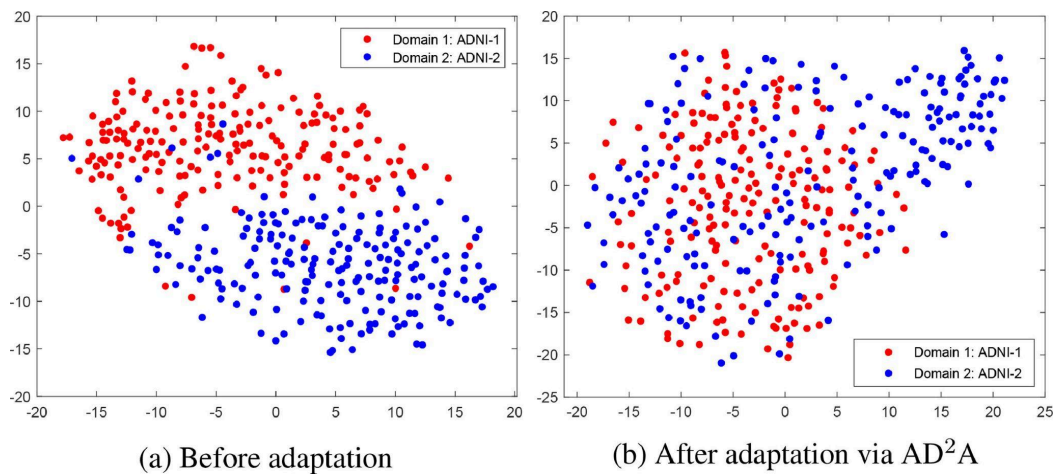 20
15
10
5
0
-5
-10
-15
-20
-20 -15 -10 -5 0 5 10 15 20
Domain 1: ADNI-1
Domain 2: ADNI-2
(a) Before adaptation
20
15
10
5
0
-5
-10
-15
-20
-25
-20 -15 -10 -5 0 5 10 15 20 25
Domain 1: ADNI-1
Domain 2: ADNI-2
(b) After adaptation via AD²A